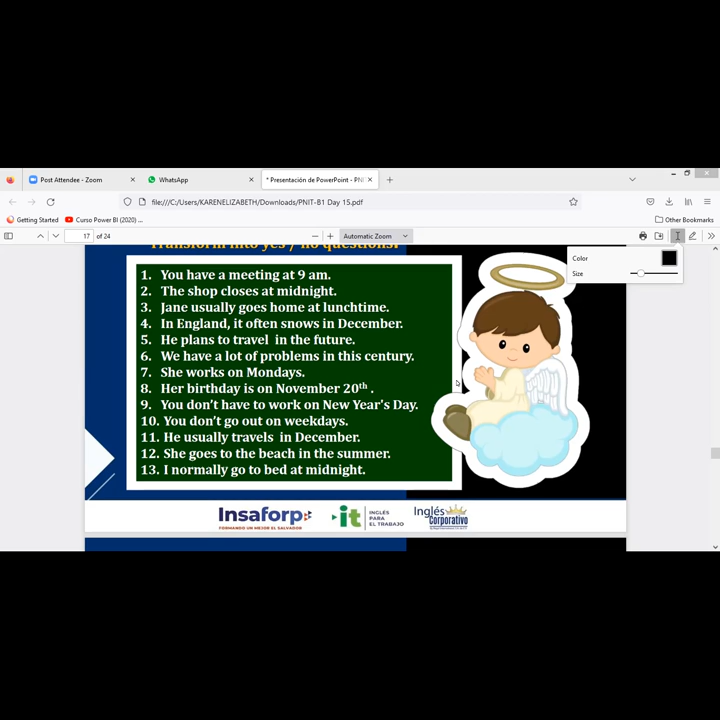 Post Attendee - Zoom
WhatsApp
* Presentación de PowerPoint - PNI
file:///C:/Users/KARENELIZABETH/Downloads/PNIT-B1 Day 15.pdf
Getting Started
Curso Power BI (2020) ...
Other Bookmarks
17 of 24
Automatic Zoom
Color
Size
Transform into yes / no questions:
1. You have a meeting at 9 am.
2. The shop closes at midnight.
3. Jane usually goes home at lunchtime.
4. In England, it often snows in December.
5. He plans to travel in the future.
6. We have a lot of problems in this century.
7. She works on Mondays.
8. Her birthday is on November 20th .
9. You don't have to work on New Year's Day.
10. You don't go out on weekdays.
11. He usually travels in December.
12. She goes to the beach in the summer.
13. I normally go to bed at midnight.
Insaforp
FORMANDO UN MEJOR EL SALVADOR
it
INGLÉS
PARA
EL TRABAJO
Inglés
Corporativo